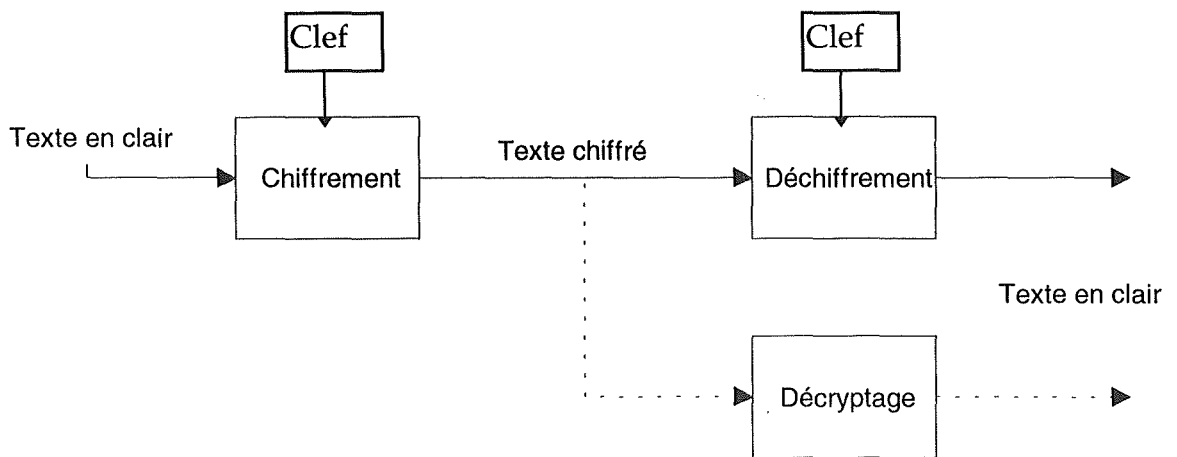 Clef
Clef
Texte en clair
Chiffrement
Texte chiffré
Déchiffrement
Texte en clair
Décryptage